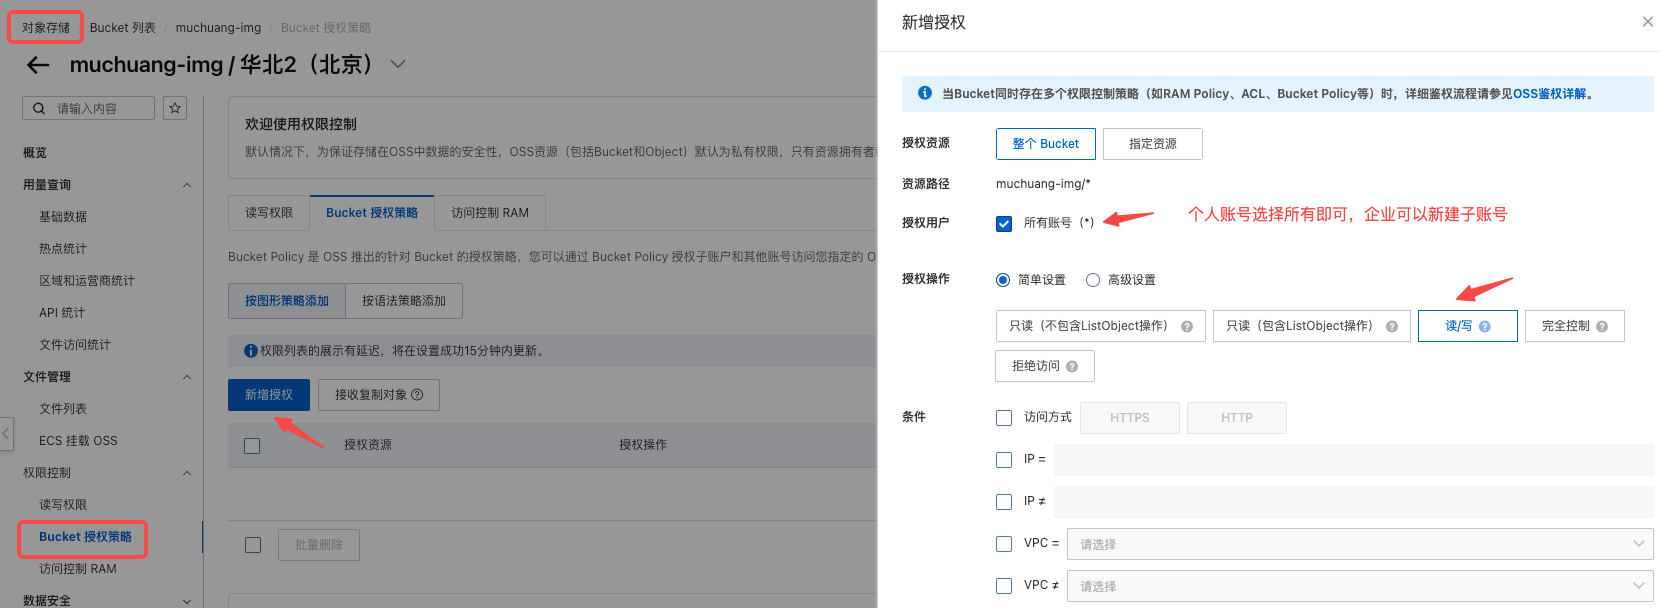 对象存储 / Bucket 列表 / muchuang-img / Bucket 授权策略
muchuang-img / 华北2（北京）
请输入内容
概览
用量查询
基础数据
热点统计
区域和运营商统计
API 统计
文件访问统计
文件管理
文件列表
ECS 挂载 OSS
权限控制
读写权限
Bucket 授权策略
访问控制 RAM
数据安全
欢迎使用权限控制
默认情况下，为保证存储在OSS中数据的安全性，OSS资源（包括Bucket和Object）默认为私有权限，只有资源拥有者
读写权限 Bucket 授权策略 访问控制 RAM
Bucket Policy 是 OSS 推出的针对 Bucket 的授权策略，您可以通过 Bucket Policy 授权子账户和其他账号访问您指定的 O
按图形策略添加 按语法策略添加
权限列表的展示有延迟，将在设置成功15分钟内更新。
新增授权 接收复制对象
授权资源 授权操作
批量删除
新增授权
当Bucket同时存在多个权限控制策略（如RAM Policy、ACL、Bucket Policy等）时，详细鉴权流程请参见OSS鉴权详解。
授权资源 整个 Bucket 指定资源
资源路径 muchuang-img/*
授权用户 所有账号（*） 个人账号选择所有即可，企业可以新建子账号
授权操作 简单设置 高级设置
只读（不包含ListObject操作） 只读（包含ListObject操作） 读/写 完全控制
拒绝访问
条件 访问方式 HTTPS HTTP
IP =
IP ≠
VPC = 请选择
VPC ≠ 请选择